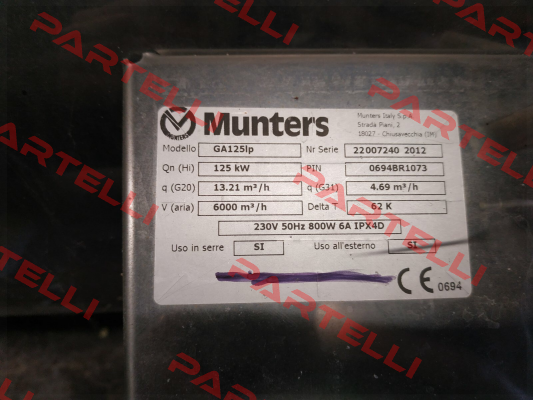 Munters
Munters Italy S.p.A.
Strada Piani, 2
18027 - Chiusavecchia (IM)
Modello GA125lp Nr Serie 22007240 2012
Qn (Hi) 125 kW PIN 0694BR1073
q (G20) 13.21 m³/h q (G31) 4.69 m³/h
V (aria) 6000 m³/h Delta T 62 K
230V 50Hz 800W 6A IPX4D
Uso in serre SI Uso all'esterno SI
CE 0694
PARTELLI
PARTELLI
PARTELLI
PARTELLI
PARTELLI
PARTELLI